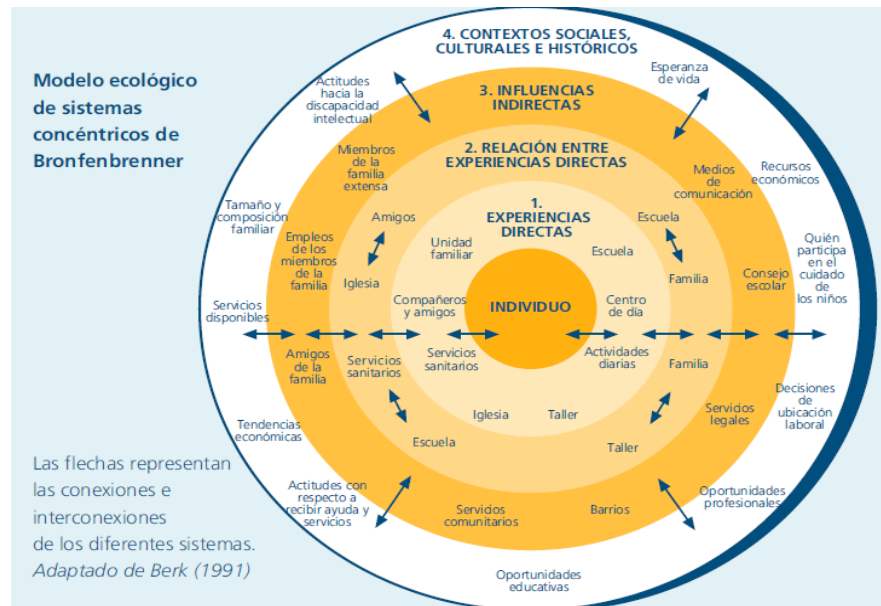 Modelo ecológico
de sistemas
concéntricos de
Bronfenbrenner
4. CONTEXTOS SOCIALES,
CULTURALES E HISTÓRICOS
Actitudes
hacia la
discapacidad
intelectual
Esperanza
de vida
Recursos
económicos
Quién
participa
en el
cuidado
de
los niños
Decisiones de
ubicación
laboral
Oportunidades
profesionales
Oportunidades
educativas
Actitudes con
respecto a
recibir ayuda y
servicios
Tendencias
económicas
Servicios
disponibles
Tamaño y
composición
familiar
3. INFLUENCIAS
INDIRECTAS
Miembros
de la
familia
extensa
Medios
de
comunicación
Consejo
escolar
Servicios
legales
Barrios
Servicios
comunitarios
Amigos
de la
familia
Empleos
de los
miembros
de la
familia
2. RELACIÓN ENTRE
EXPERIENCIAS DIRECTAS
Amigos
Iglesia
Escuela
Familia
Familia
Taller
Servicios
sanitarios
Escuela
1.
EXPERIENCIAS
DIRECTAS
Unidad
familiar
Escuela
Compañeros
y amigos
Centro
de día
Servicios
sanitarios
Actividades
diarias
Iglesia
Taller
INDIVIDUO
Las flechas representan
las conexiones e
interconexiones
de los diferentes sistemas.
Adaptado de Berk (1991)